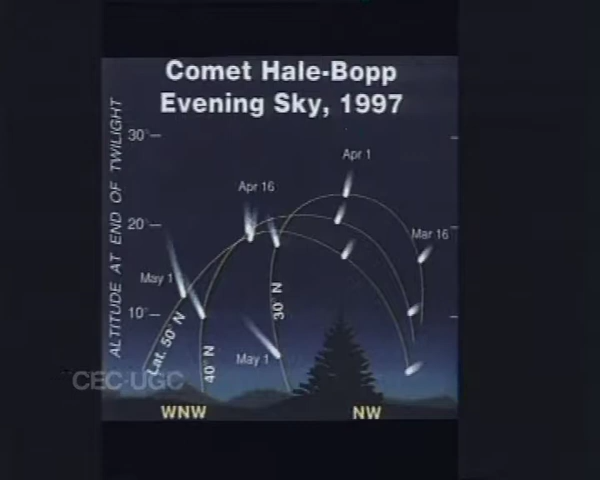 Comet Hale-Bopp
Evening Sky, 1997
ALTITUDE AT END OF TWILIGHT
30°
Apr 1
Apr 16
20°
Mar 16
May 1
10°
Lat. 50° N
40° N
30° N
May 1
CEC-UGC
WNW
NW